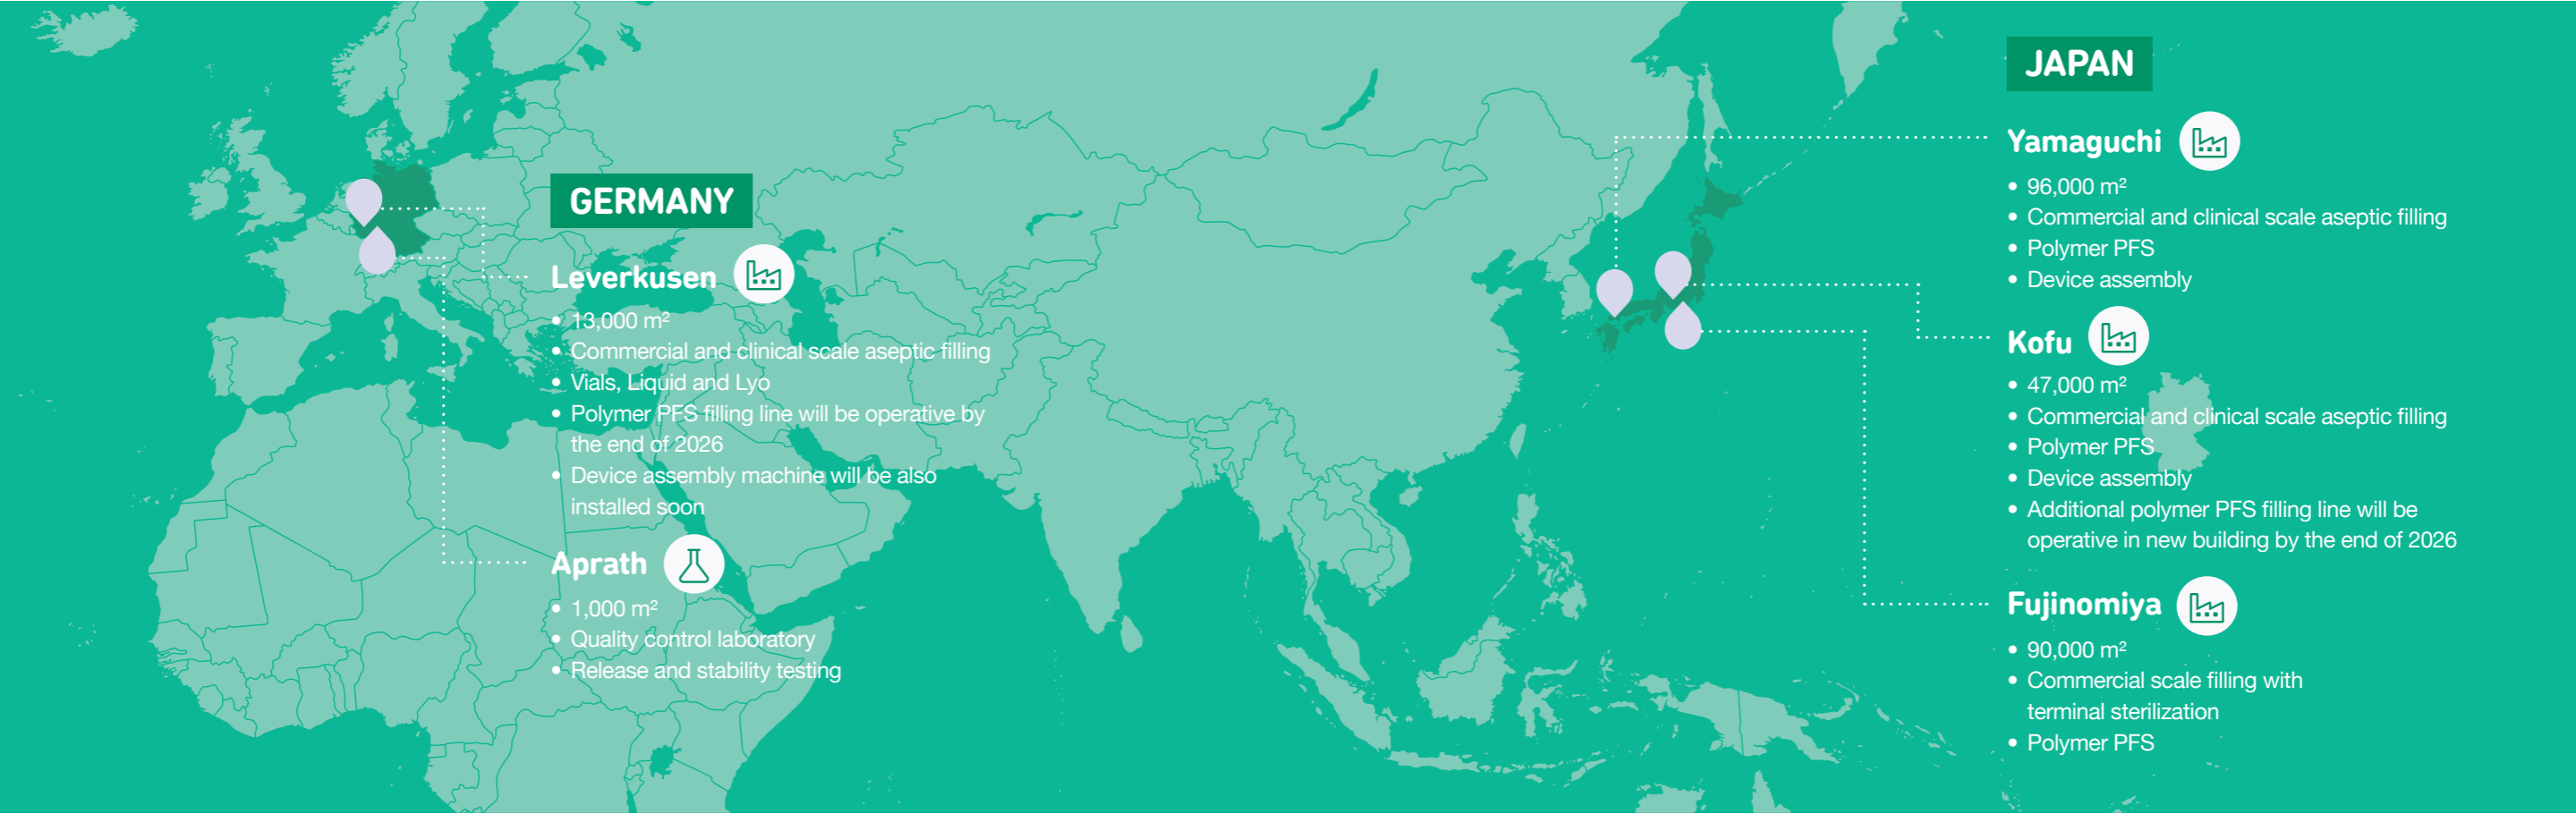 GERMANY
Leverkusen
• 13,000 m²
• Commercial and clinical scale aseptic filling
• Vials, Liquid and Lyo
• Polymer PFS filling line will be operative by
the end of 2026
• Device assembly machine will be also
installed soon
Aprath
• 1,000 m²
• Quality control laboratory
• Release and stability testing
JAPAN
Yamaguchi
• 96,000 m²
• Commercial and clinical scale aseptic filling
• Polymer PFS
• Device assembly
Kofu
• 47,000 m²
• Commercial and clinical scale aseptic filling
• Polymer PFS
• Device assembly
• Additional polymer PFS filling line will be
operative in new building by the end of 2026
Fujinomiya
• 90,000 m²
• Commercial scale filling with
terminal sterilization
• Polymer PFS